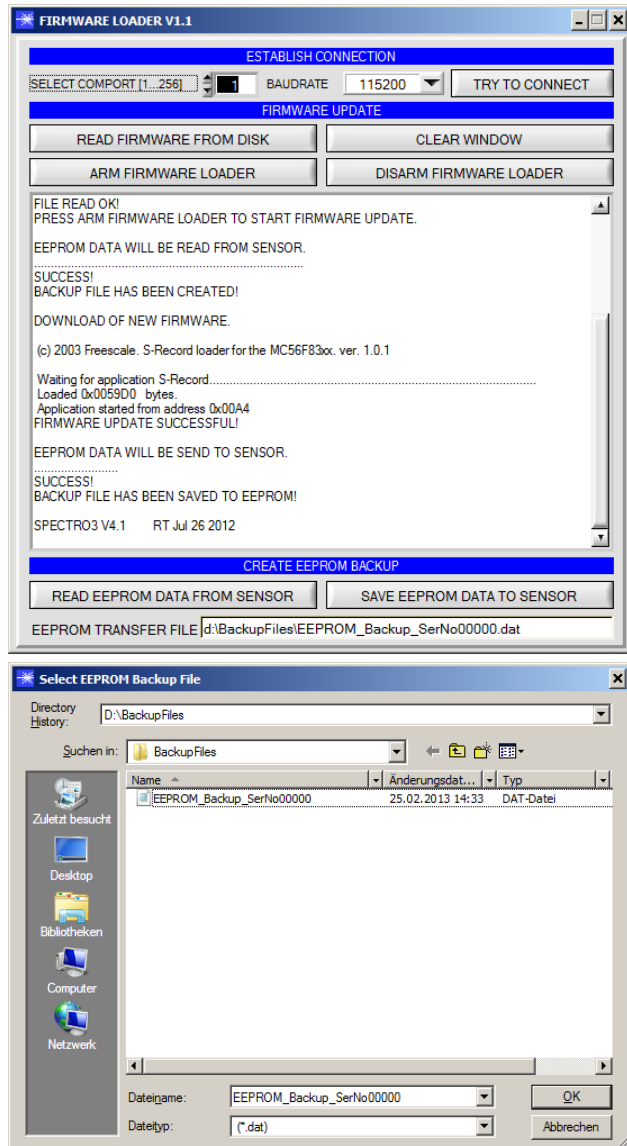 FIRMWARE LOADER V1.1
ESTABLISH CONNECTION
SELECT COMPORT [1...256] 1 BAUDRATE 115200 TRY TO CONNECT
FIRMWARE UPDATE
READ FIRMWARE FROM DISK CLEAR WINDOW
ARM FIRMWARE LOADER DISARM FIRMWARE LOADER
FILE READ OK!
PRESS ARM FIRMWARE LOADER TO START FIRMWARE UPDATE.
EEPROM DATA WILL BE READ FROM SENSOR.
................................................................................
SUCCESS!
BACKUP FILE HAS BEEN CREATED!
DOWNLOAD OF NEW FIRMWARE.
(c) 2003 Freescale. S-Record loader for the MC56F83xx. ver. 1.0.1
Waiting for application S-Record....................................................................................................
Loaded 0x0059D0 bytes.
Application started from address 0x00A4
FIRMWARE UPDATE SUCCESSFUL!
EEPROM DATA WILL BE SEND TO SENSOR.
.........................
SUCCESS!
BACKUP FILE HAS BEEN SAVED TO EEPROM!
SPECTRO3 V4.1 RT Jul 26 2012
CREATE EEPROM BACKUP
READ EEPROM DATA FROM SENSOR SAVE EEPROM DATA TO SENSOR
EEPROM TRANSFER FILE d:\BackupFiles\EEPROM_Backup_SerNo00000.dat
Select EEPROM Backup File
Directory History: D:\BackupFiles
Suchen in: BackupFiles
Name Änderungsdat... Typ
EEPROM_Backup_SerNo00000 25.02.2013 14:33 DAT-Datei
Zuletzt besucht
Desktop
Bibliotheken
Computer
Netzwerk
Dateiname: EEPROM_Backup_SerNo00000 OK
Dateityp: (*.dat) Abbrechen